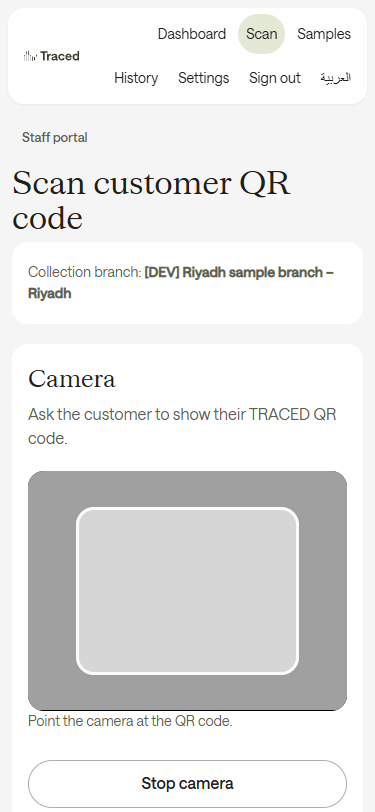 Dashboard Scan Samples
Traced
History Settings Sign out العربية
Staff portal
Scan customer QR
code
Collection branch: [DEV] Riyadh sample branch –
Riyadh
Camera
Ask the customer to show their TRACED QR
code.
Point the camera at the QR code.
Stop camera